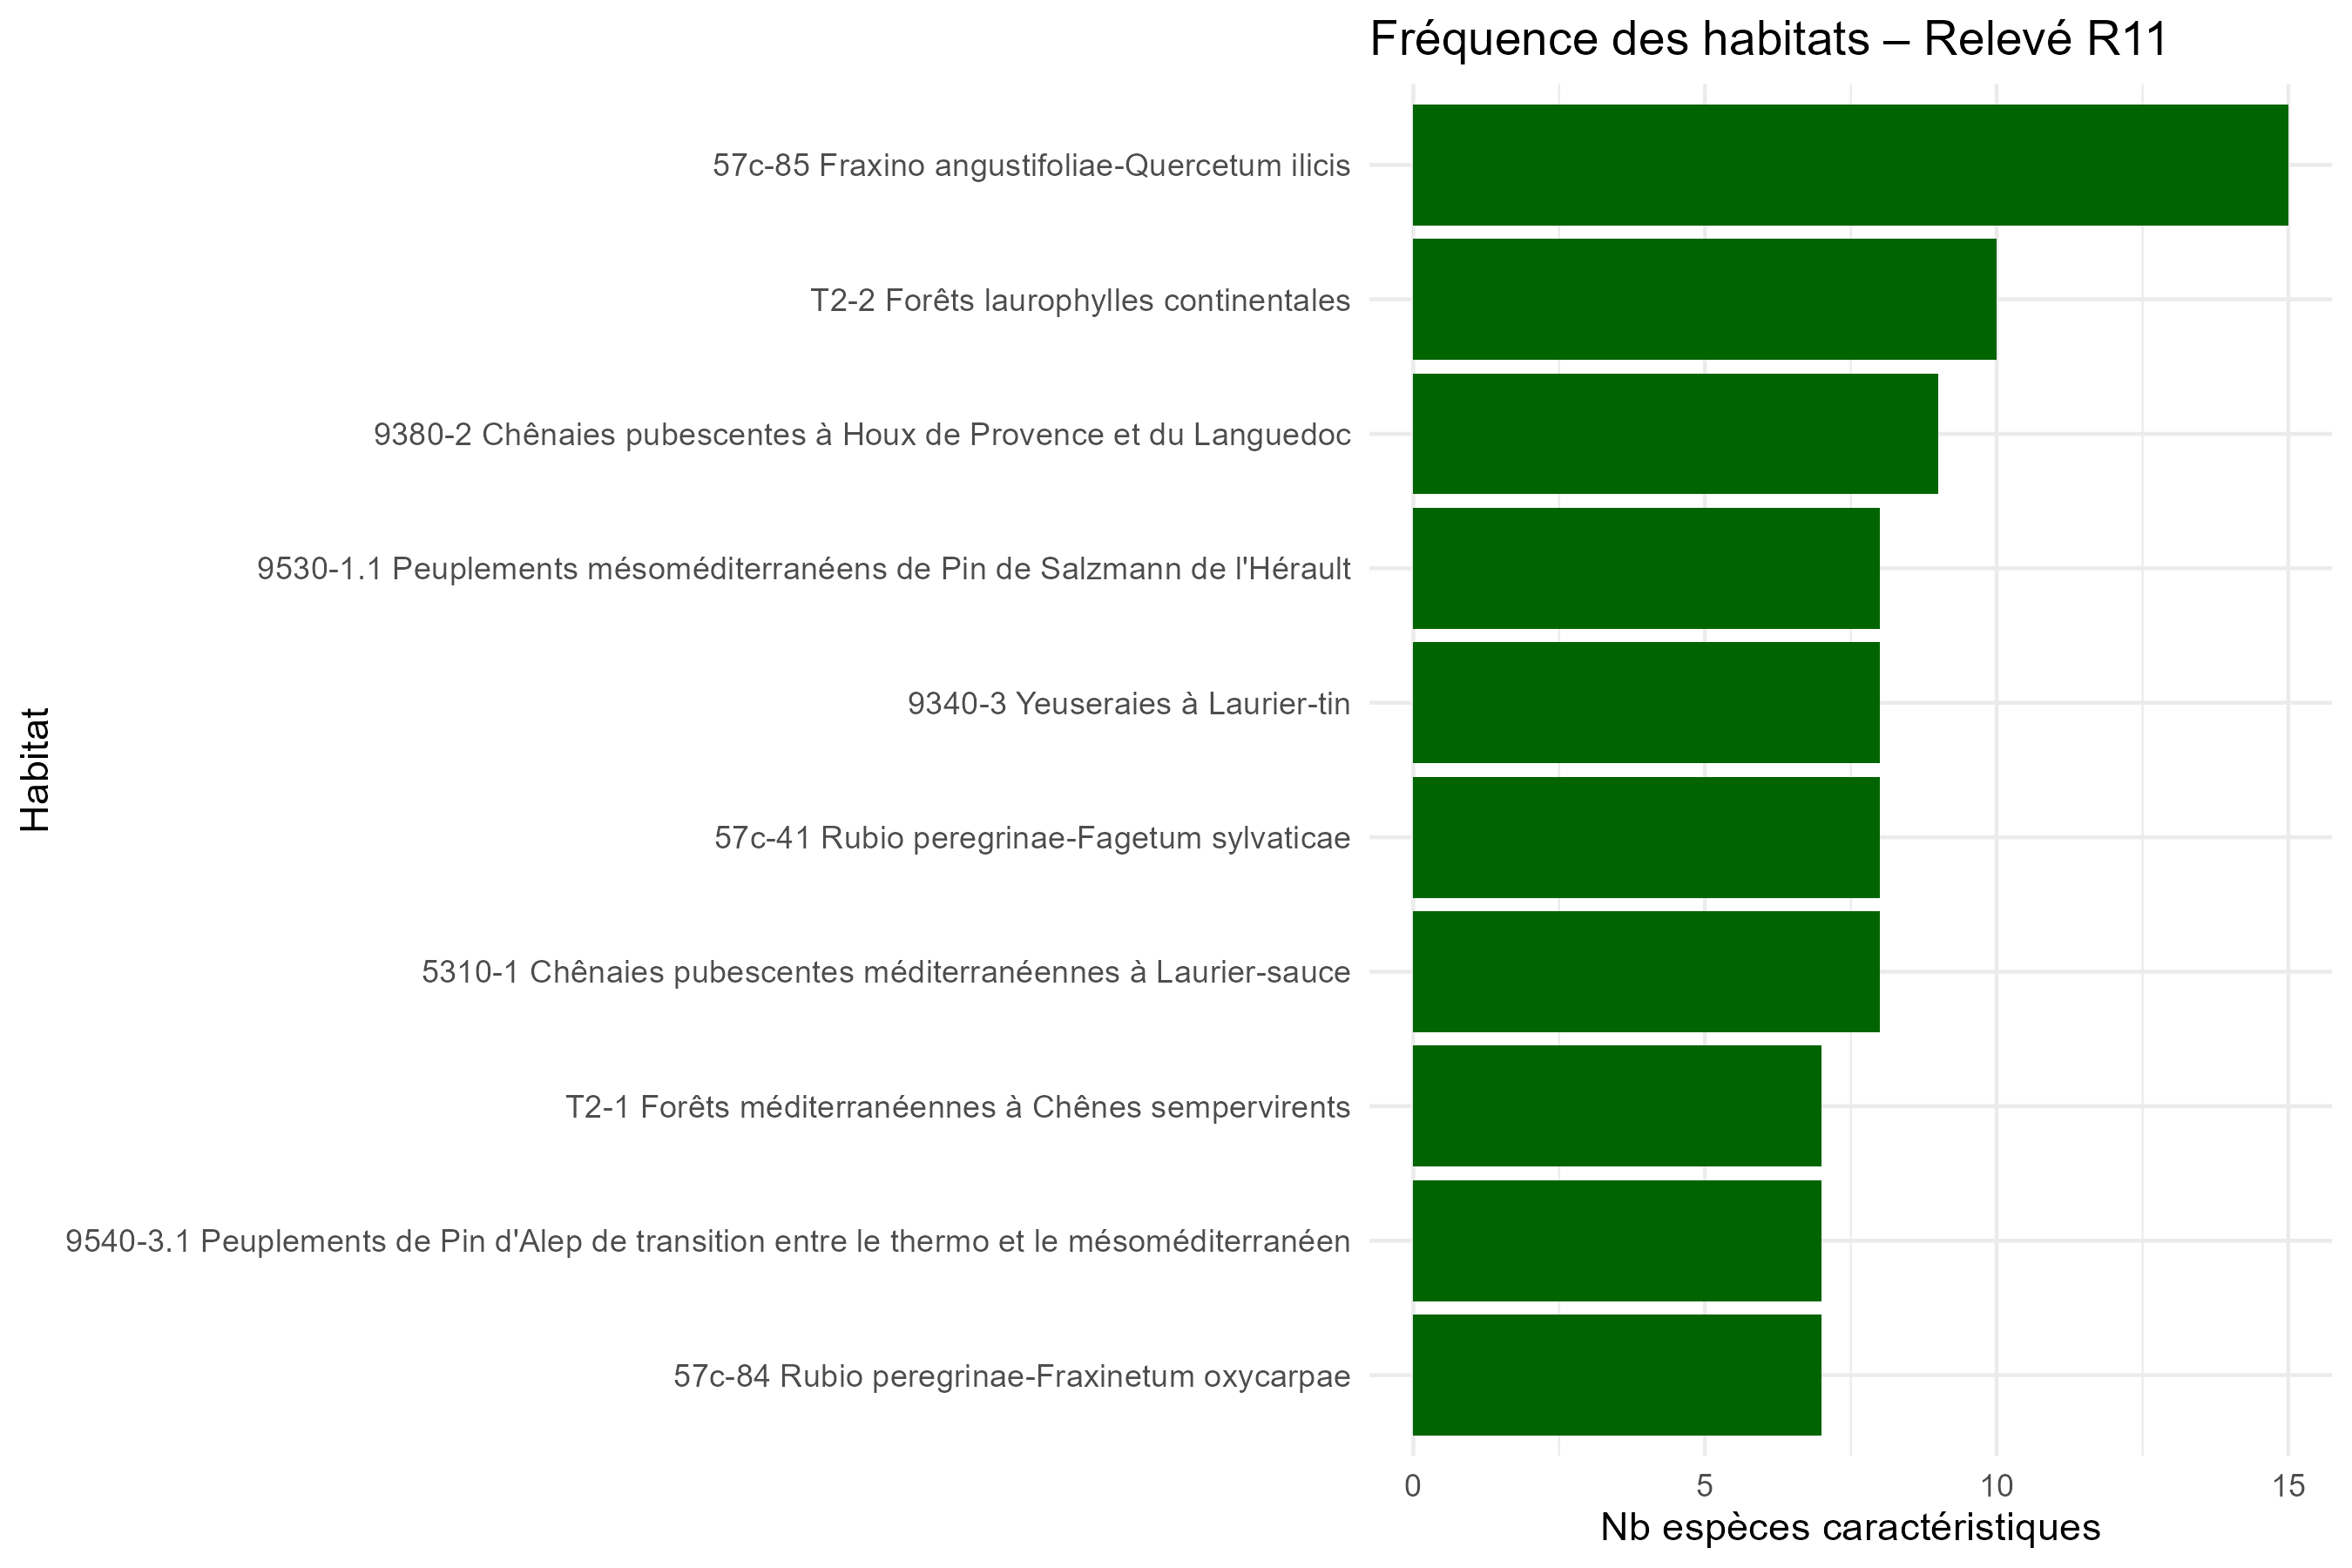 Fréquence des habitats – Relevé R11
57c-85 Fraxino angustifoliae-Quercetum ilicis
T2-2 Forêts laurophylles continentales
9380-2 Chênaies pubescentes à Houx de Provence et du Languedoc
9530-1.1 Peuplements mésoméditerranéens de Pin de Salzmann de l'Hérault
9340-3 Yeuseraies à Laurier-tin
57c-41 Rubio peregrinae-Fagetum sylvaticae
5310-1 Chênaies pubescentes méditerranéennes à Laurier-sauce
T2-1 Forêts méditerranéennes à Chênes sempervirents
9540-3.1 Peuplements de Pin d'Alep de transition entre le thermo et le mésoméditerranéen
57c-84 Rubio peregrinae-Fraxinetum oxycarpae
Habitat
0 5 10 15
Nb espèces caractéristiques